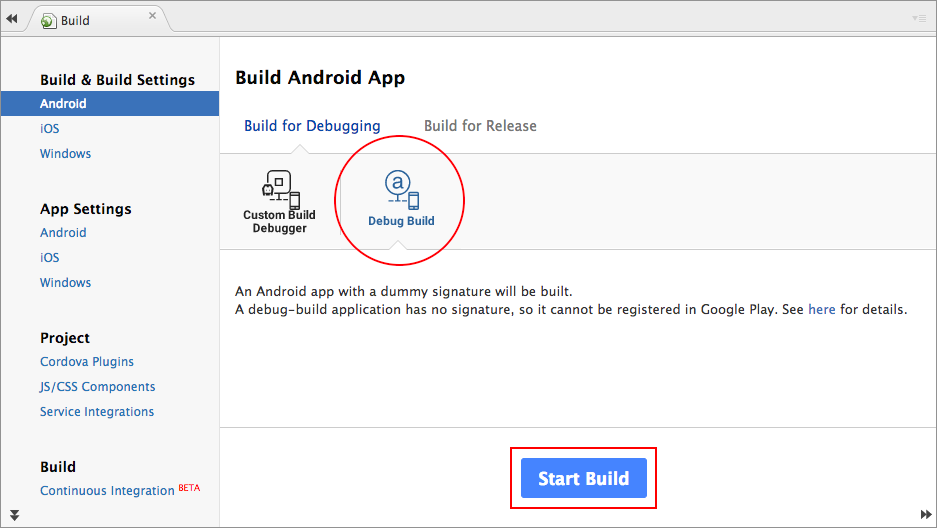 Build
Build & Build Settings
Android
iOS
Windows
App Settings
Android
iOS
Windows
Project
Cordova Plugins
JS/CSS Components
Service Integrations
Build
Continuous Integration BETA
Build Android App
Build for Debugging Build for Release
Custom Build
Debugger
a
Debug Build
An Android app with a dummy signature will be built.
A debug-build application has no signature, so it cannot be registered in Google Play. See here for details.
Start Build